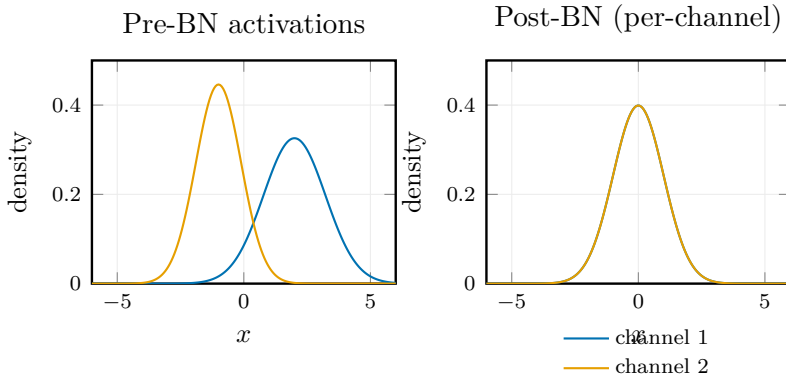 Pre-BN activations
0.4
0.2
0
density
−5
0
5
x
Post-BN (per-channel)
0.4
0.2
0
density
−5
0
5
x
channel 1
channel 2